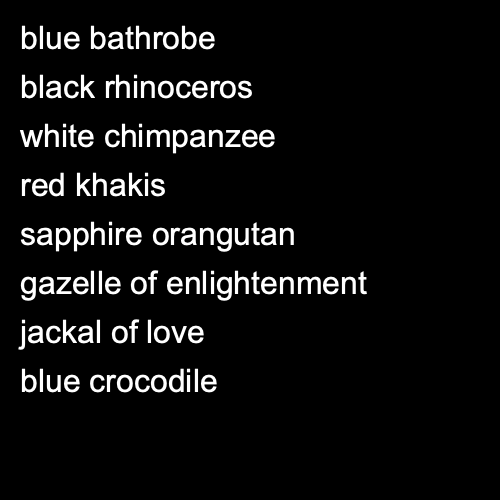 blue bathrobe
black rhinoceros
white chimpanzee
red khakis
sapphire orangutan
gazelle of enlightenment
jackal of love
blue crocodile